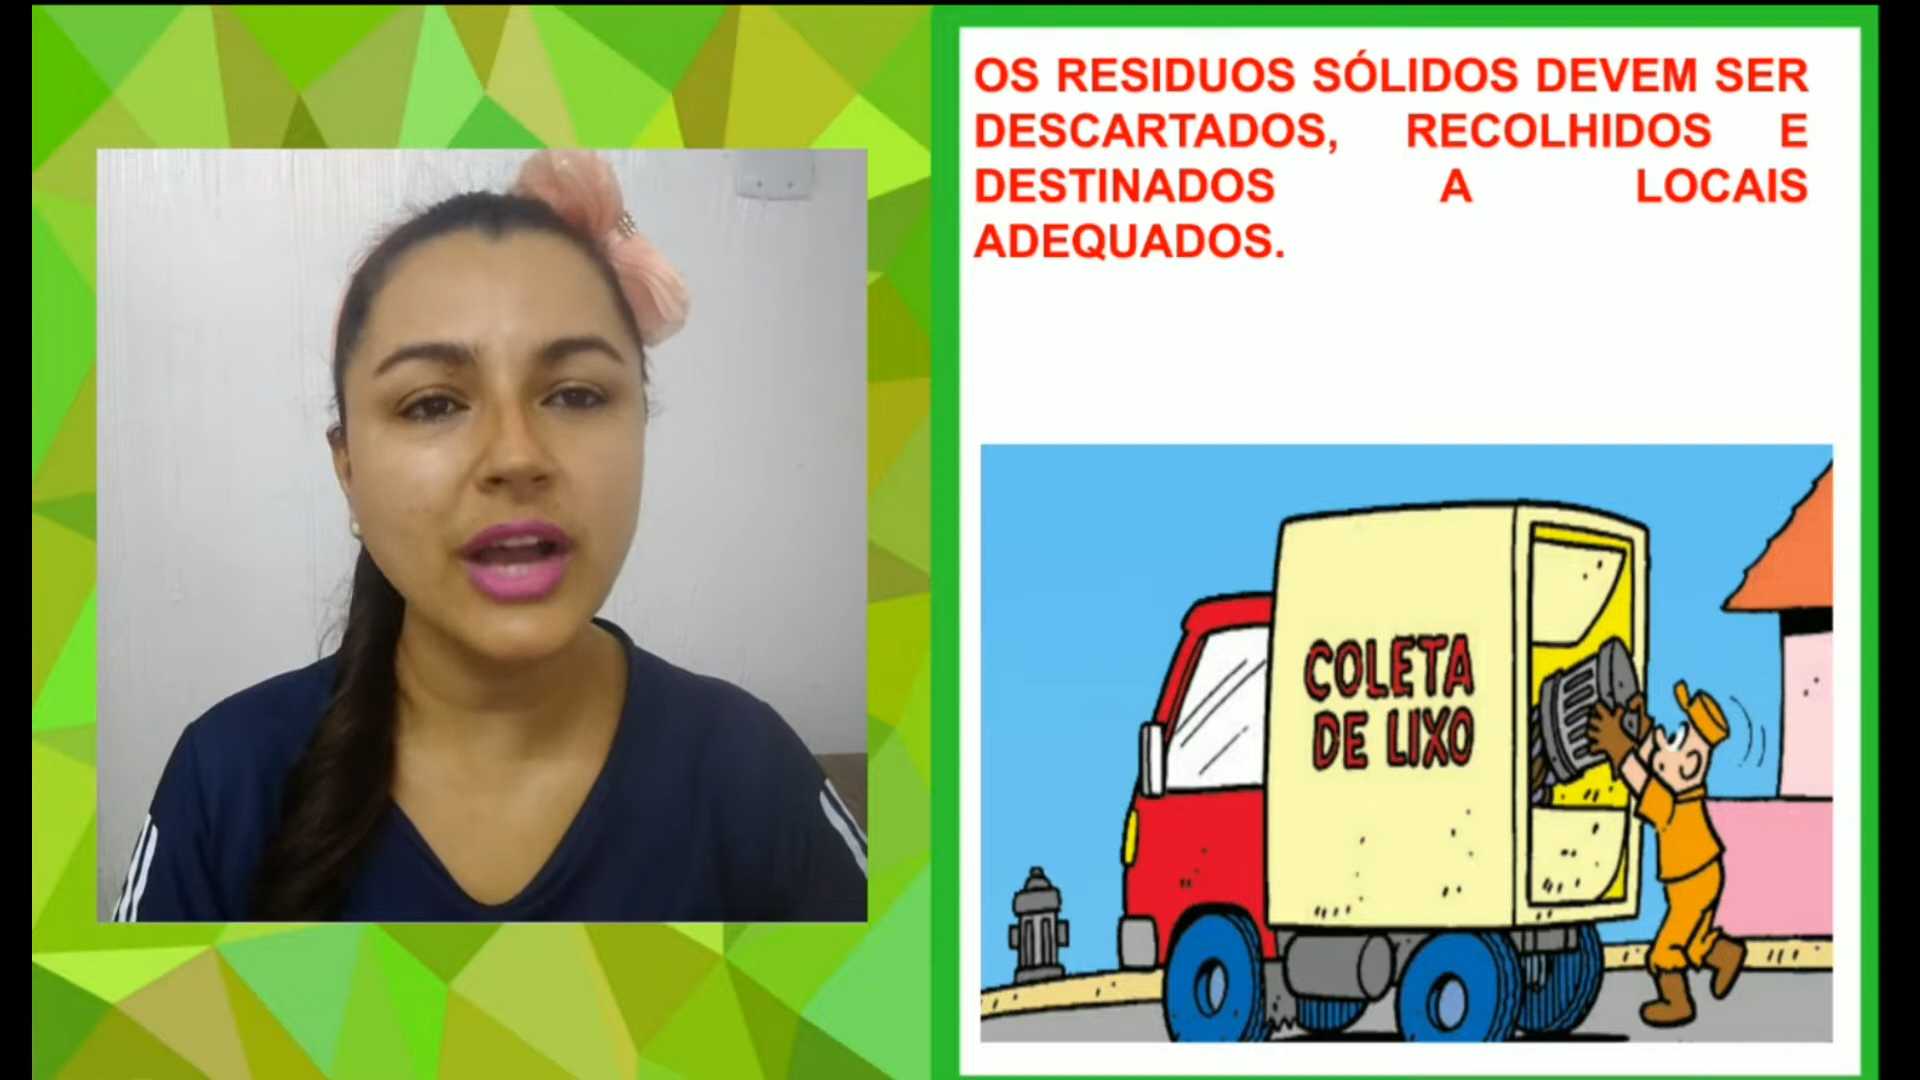 OS RESIDUOS SÓLIDOS DEVEM SER
DESCARTADOS, RECOLHIDOS E
DESTINADOS A LOCAIS
ADEQUADOS.
COLETA
DE LIXO